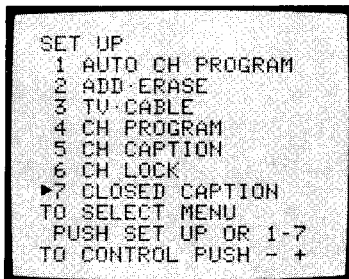 SET UP
1 AUTO CH PROGRAM
2 ADD·ERASE
3 TV·CABLE
4 CH PROGRAM
5 CH CAPTION
6 CH LOCK
►7 CLOSED CAPTION
TO SELECT MENU
PUSH SET UP OR 1-7
TO CONTROL PUSH - +